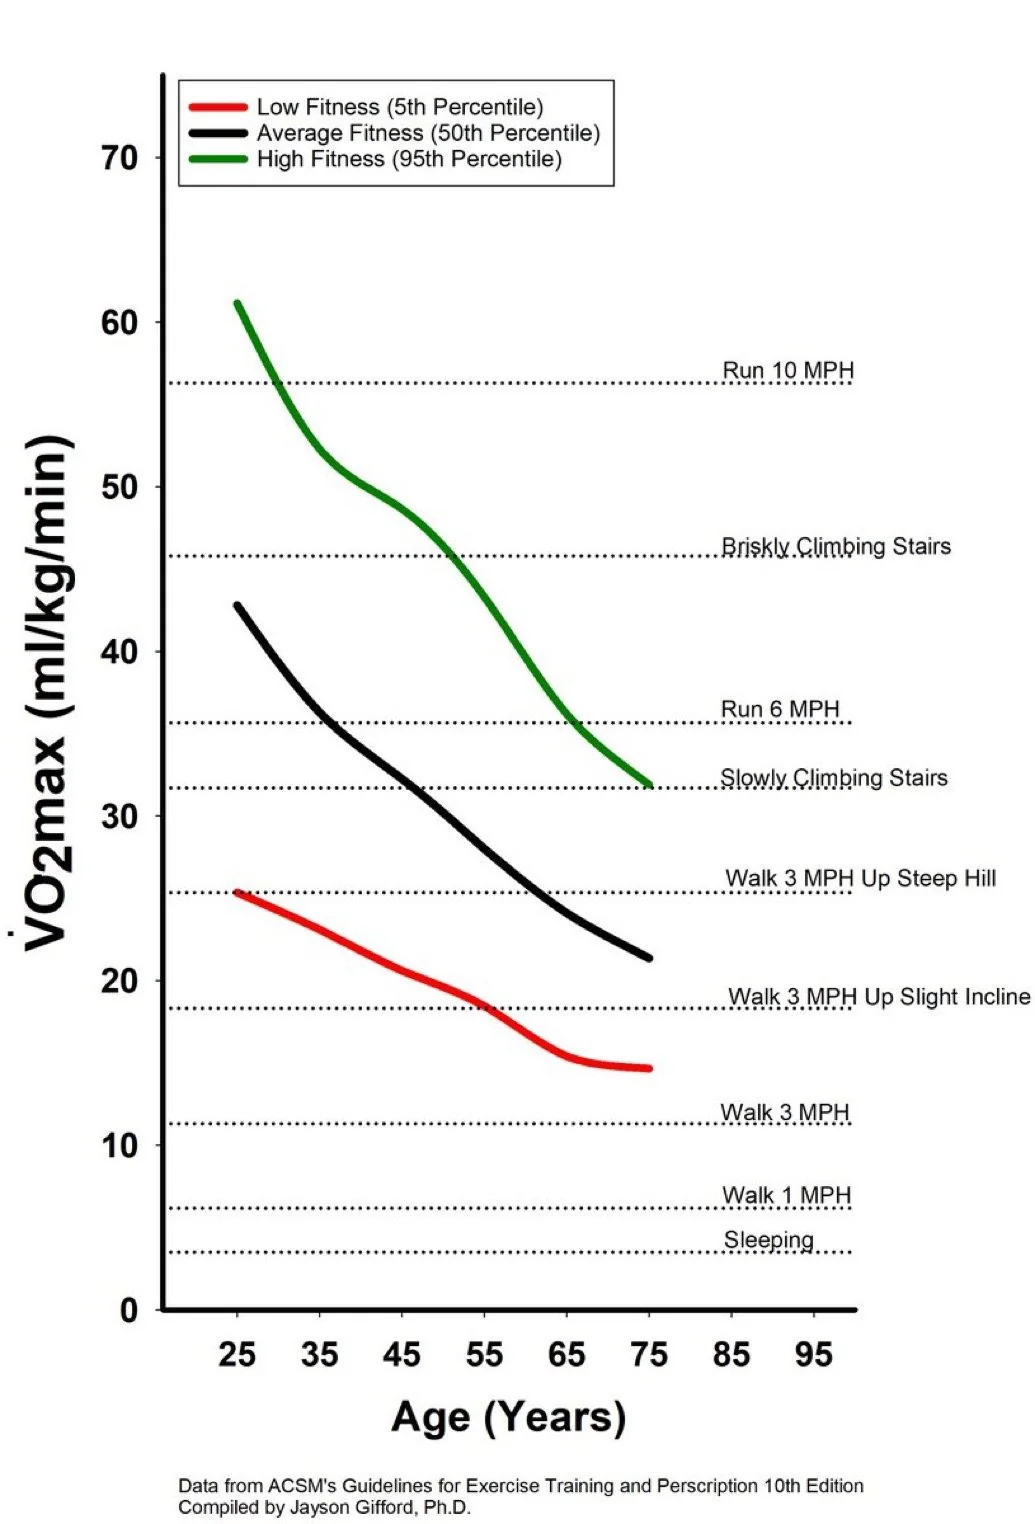 Low Fitness (5th Percentile)
Average Fitness (50th Percentile)
High Fitness (95th Percentile)
70
60
50
40
30
20
10
0
V̇O2max (ml/kg/min)
Run 10 MPH
Briskly Climbing Stairs
Run 6 MPH
Slowly Climbing Stairs
Walk 3 MPH Up Steep Hill
Walk 3 MPH Up Slight Incline
Walk 3 MPH
Walk 1 MPH
Sleeping
25 35 45 55 65 75 85 95
Age (Years)
Data from ACSM's Guidelines for Exercise Training and Perscription 10th Edition
Compiled by Jayson Gifford, Ph.D.